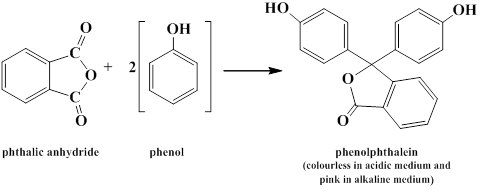 HO
OH
O
OH
C
O
+
2
O
C
O
O
phthalic anhydride
phenol
phenolphthalein
(colourless in acidic medium and
pink in alkaline medium)